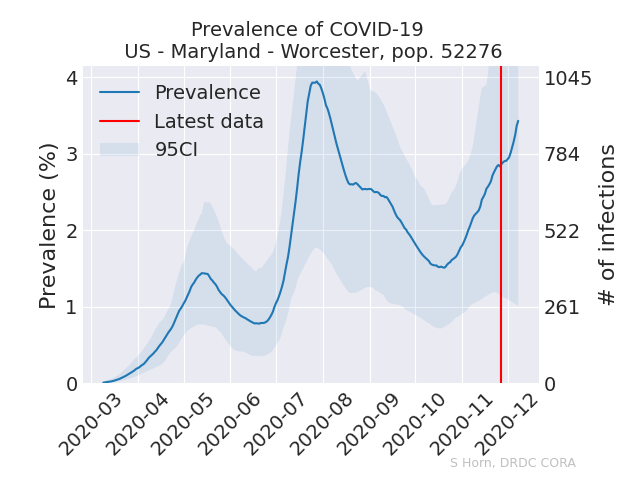 Prevalence of COVID-19
US - Maryland - Worcester, pop. 52276
Prevalence
Latest data
95CI
Prevalence (%)
4
3
2
1
0
1045
784
522
261
0
# of infections
2020-03
2020-04
2020-05
2020-06
2020-07
2020-08
2020-09
2020-10
2020-11
2020-12
S Horn, DRDC CORA